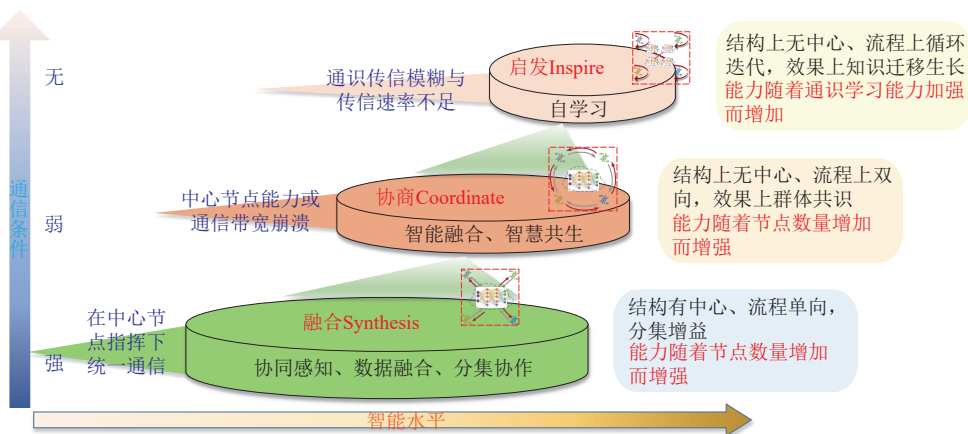 无
启发Inspire
自学习
通识传信模糊与
传信速率不足
结构上无中心、流程上循环
迭代，效果上知识迁移生长
能力随着通识学习能力加强
而增加
通信条件
弱
中心节点能力或
通信带宽崩溃
协商Coordinate
智能融合、智慧共生
结构上无中心、流程上双
向，效果上群体共识
能力随着节点数量增加
而增强
强
在中心节
点指挥下
统一通信
融合Synthesis
协同感知、数据融合、分集协作
结构有中心、流程单向，
分集增益
能力随着节点数量增加
而增强
智能水平